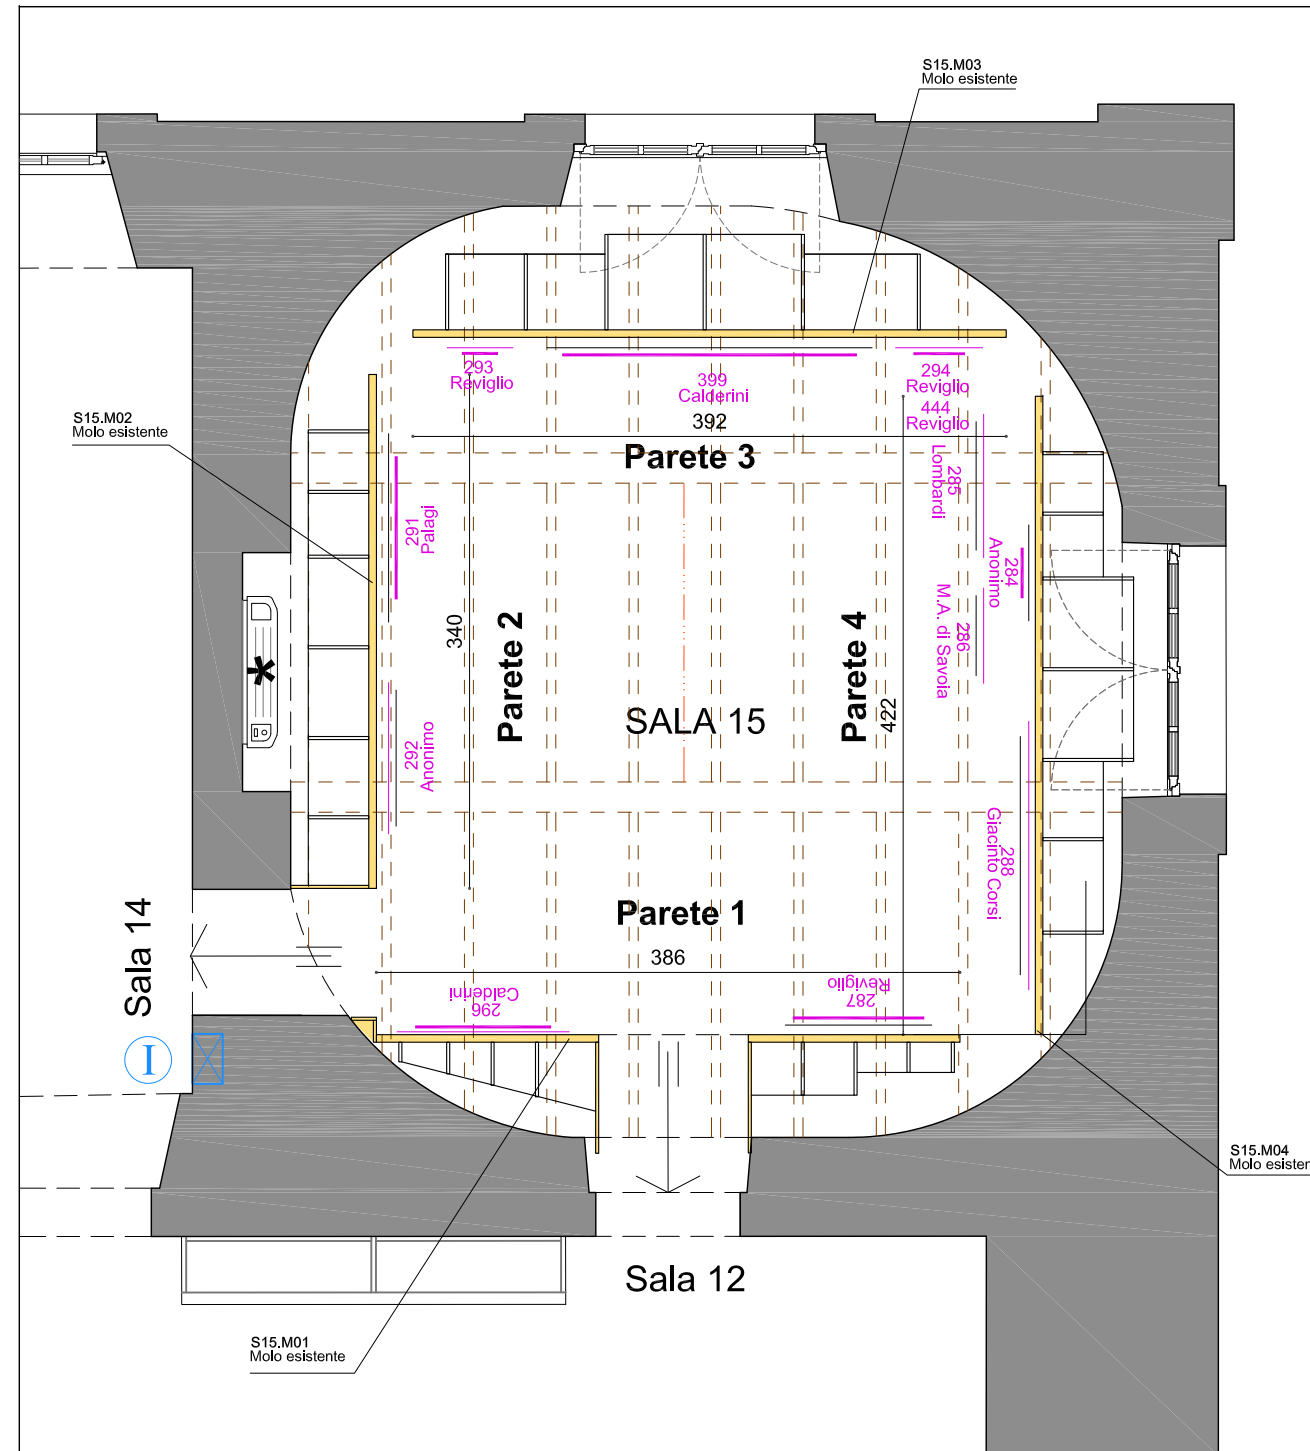 S15.M03
Molo esistente
293
Reviglio
399
Calderini
294
Reviglio
444
Reviglio
392
Parete 3
S15.M02
Molo esistente
291
Palagi
285
Lombardi
284
Anonimo
286
M.A. di Savoia
340
Parete 2
Parete 4
422
SALA 15
292
Anonimo
288
Giacinto Corsi
Parete 1
386
Sala 14
296
Calderini
287
Reviglio
I
S15.M04
Molo esisten
Sala 12
S15.M01
Molo esistente